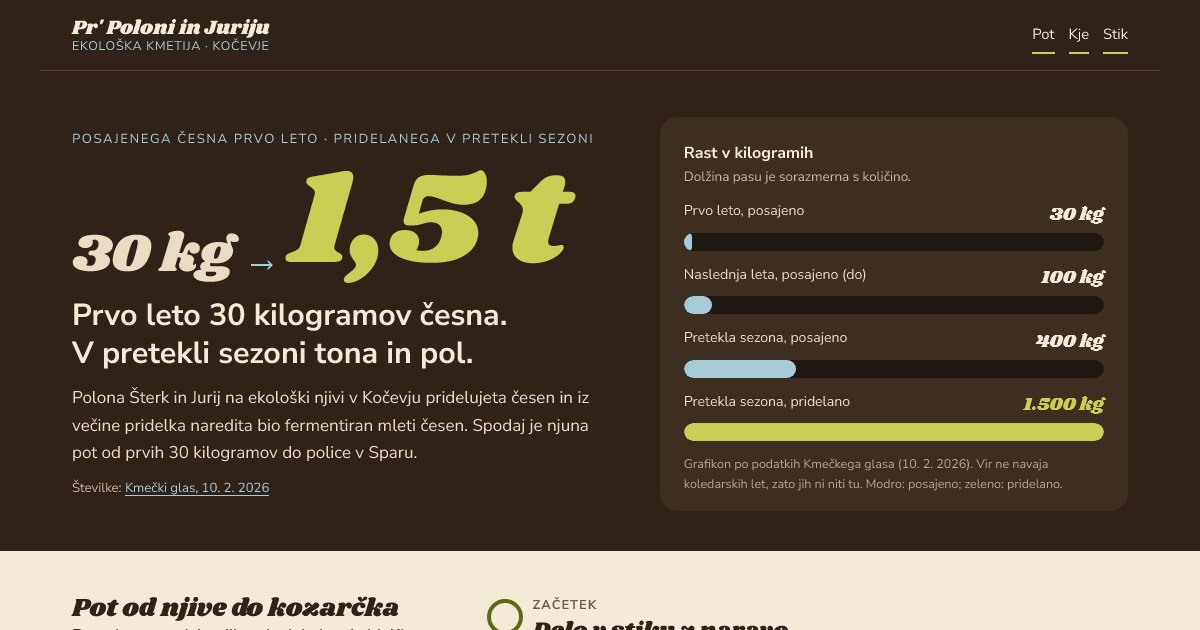 Pr' Poloni in Juriju
EKOLOŠKA KMETIJA · KOČEVJE
Pot Kje Stik
POSAJENEGA ČESNA PRVO LETO · PRIDELANEGA V PRETEKLI SEZONI
30 kg → 1,5 t
Prvo leto 30 kilogramov česna.
V pretekli sezoni tona in pol.
Polona Šterk in Jurij na ekološki njivi v Kočevju pridelujeta česen in iz
večine pridelka naredita bio fermentiran mleti česen. Spodaj je njuna
pot od prvih 30 kilogramov do police v Sparu.
Številke: Kmečki glas, 10. 2. 2026
Rast v kilogramih
Dolžina pasu je sorazmerna s količino.
Prvo leto, posajeno 30 kg
Naslednja leta, posajeno (do) 100 kg
Pretekla sezona, posajeno 400 kg
Pretekla sezona, pridelano 1.500 kg
Grafikon po podatkih Kmečkega glasa (10. 2. 2026). Vir ne navaja
koledarskih let, zato jih ni niti tu. Modro: posajeno; zeleno: pridelano.
Pot od njive do kozarčka
ZAČETEK
Delo v stiku z naravo